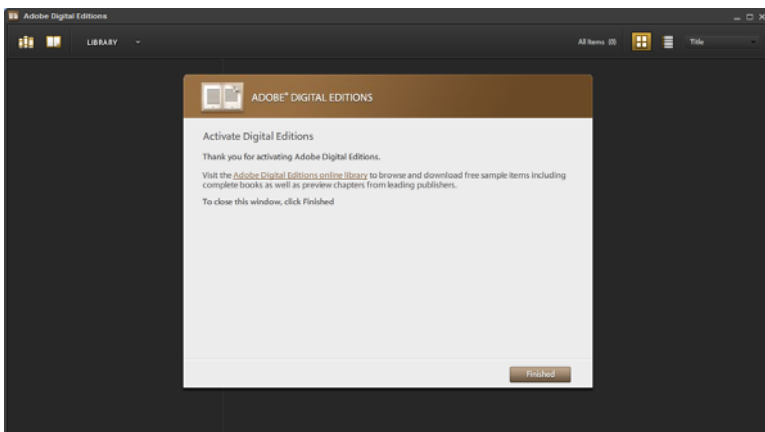 Adobe Digital Editions
LIBRARY
All Items (0)
Title
ADOBE® DIGITAL EDITIONS
Activate Digital Editions
Thank you for activating Adobe Digital Editions.
Visit the Adobe Digital Editions online library to browse and download free sample items including
complete books as well as preview chapters from leading publishers.
To close this window, click Finished
Finished